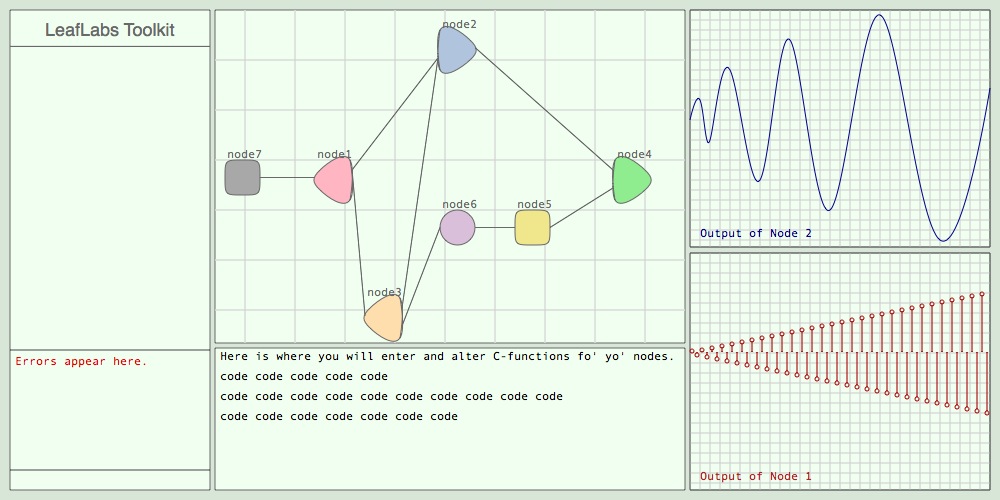 LeafLabs Toolkit
Errors appear here.
node2
node7
node1
node4
node6
node5
node3
Here is where you will enter and alter C-functions fo' yo' nodes.
code code code code code
code code code code code code code code code code
code code code code code code code
Output of Node 2
Output of Node 1